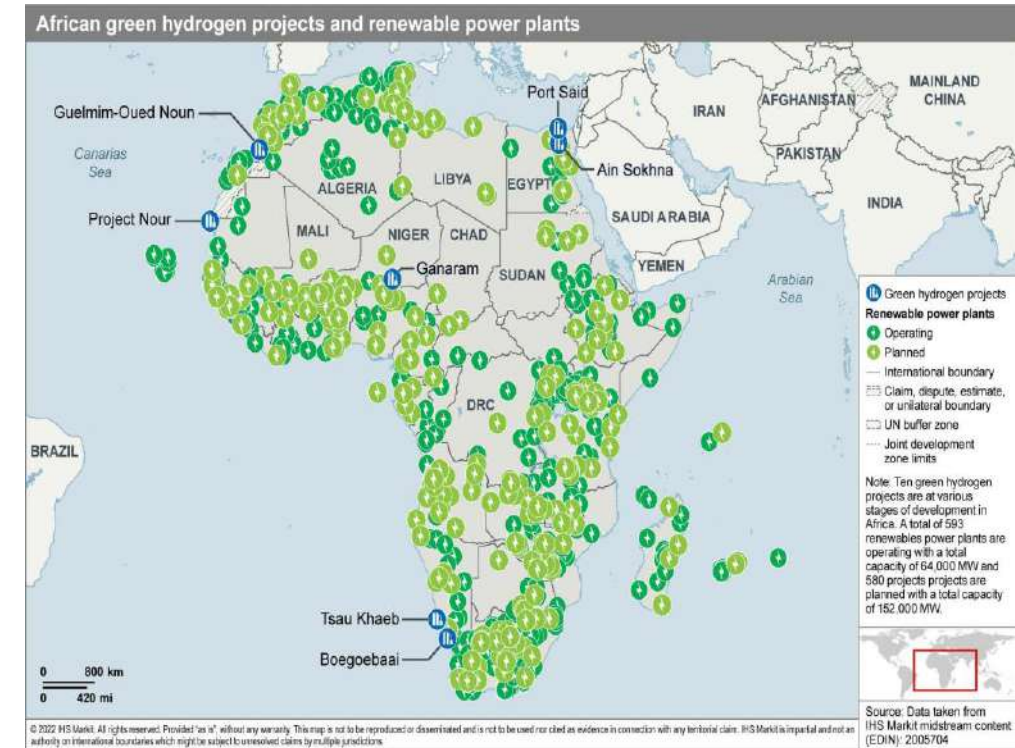 African green hydrogen projects and renewable power plants
Port Said
Guelmim-Oued Noun
MAINLAND
CHINA
AFGHANISTAN
IRAN
Canarias
Sea
PAKISTAN
Ain Sokhna
ALGERIA
LIBYA
EGYPT
INDIA
Project Nour
SAUDI ARABIA
MALI
NIGER
CHAD
Ganaram
YEMEN
SUDAN
Arabian
Sea
DRC
BRAZIL
Tsau Khaeb
Boegoebaai
0 800 km
0 420 mi
Green hydrogen projects
Renewable power plants
Operating
Planned
International boundary
Claim, dispute, estimate,
or unilateral boundary
UN buffer zone
Joint development
zone limits
Note: Ten green hydrogen
projects are at various
stages of development in
Africa. A total of 593
renewables power plants are
operating with a total
capacity of 64,000 MW and
580 projects projects are
planned with a total capacity
of 152,000 MW.
Source: Data taken from
IHS Markit midstream content
(EDIN): 2005704
© 2022 IHS Markit. All rights reserved. Provided "as is", without any warranty. This map is not to be reproduced or disseminated and is not to be used nor cited as evidence in connection with any territorial claim. IHS Markit is impartial and not an
authority on international boundaries which might be subject to unresolved claims by multiple jurisdictions.